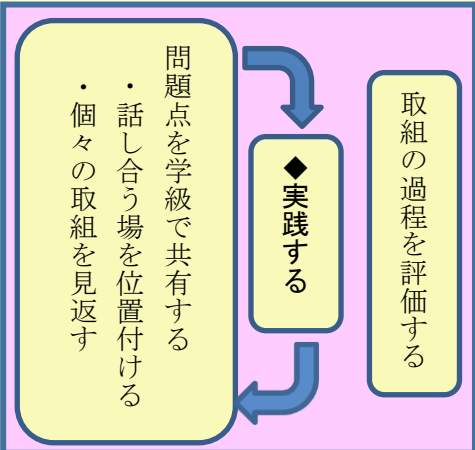 取組の過程を評価する
◆実践する
問題点を学級で共有する
・話し合う場を位置付ける
・個々の取組を見返す